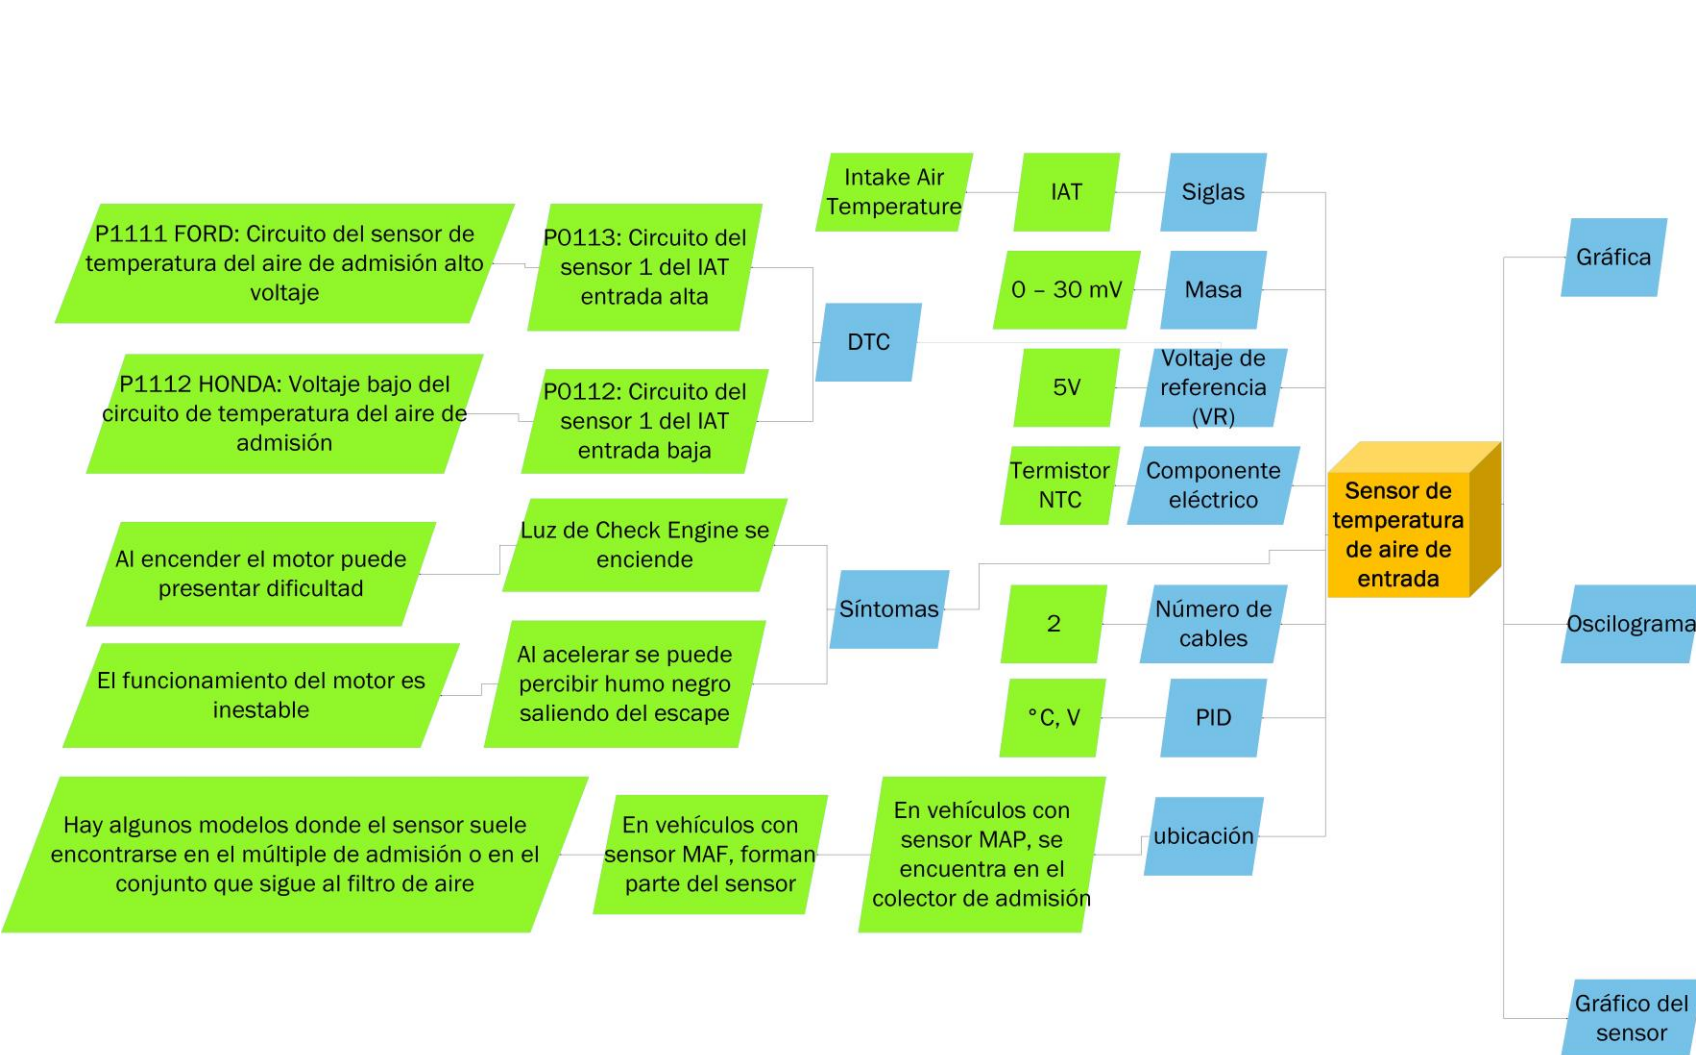 Intake Air
Temperature
IAT
Siglas
P1111 FORD: Circuito del sensor de
temperatura del aire de admisión alto
voltaje
P0113: Circuito del
sensor 1 del IAT
entrada alta
0 – 30 mV
Masa
Gráfica
DTC
5V
Voltaje de
referencia
(VR)
P1112 HONDA: Voltaje bajo del
circuito de temperatura del aire de
admisión
P0112: Circuito del
sensor 1 del IAT
entrada baja
Termistor
NTC
Componente
eléctrico
Sensor de
temperatura
de aire de
entrada
Al encender el motor puede
presentar dificultad
Luz de Check Engine se
enciende
Síntomas
2
Número de
cables
Oscilograma
El funcionamiento del motor es
inestable
Al acelerar se puede
percibir humo negro
saliendo del escape
°C, V
PID
Hay algunos modelos donde el sensor suele
encontrarse en el múltiple de admisión o en el
conjunto que sigue al filtro de aire
En vehículos con
sensor MAF, forman
parte del sensor
En vehículos con
sensor MAP, se
encuentra en el
colector de admisión
ubicación
Gráfico del
sensor